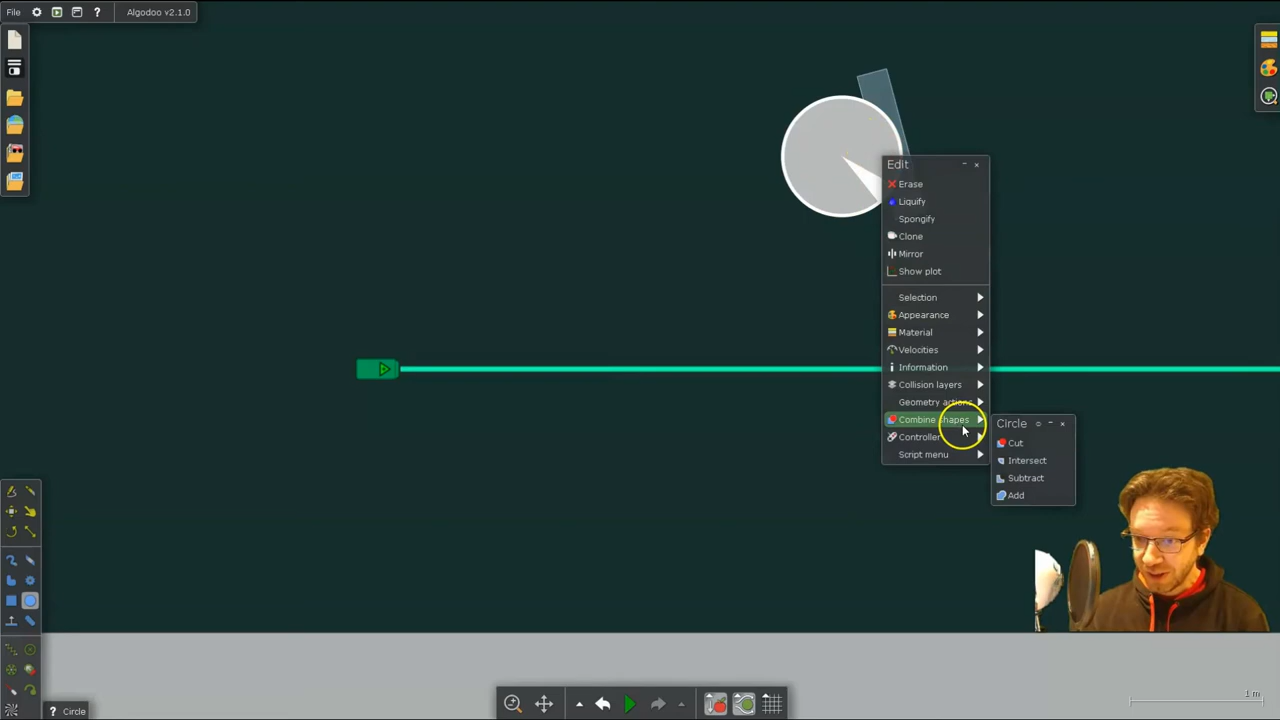 File
?
Algodoo v2.1.0
Edit
Erase
Liquify
Spongify
Clone
Mirror
Show plot
Selection
Appearance
Material
Velocities
Information
Collision layers
Geometry actions
Combine shapes
Controller
Script menu
Circle
Cut
Intersect
Subtract
Add
? Circle
1 m